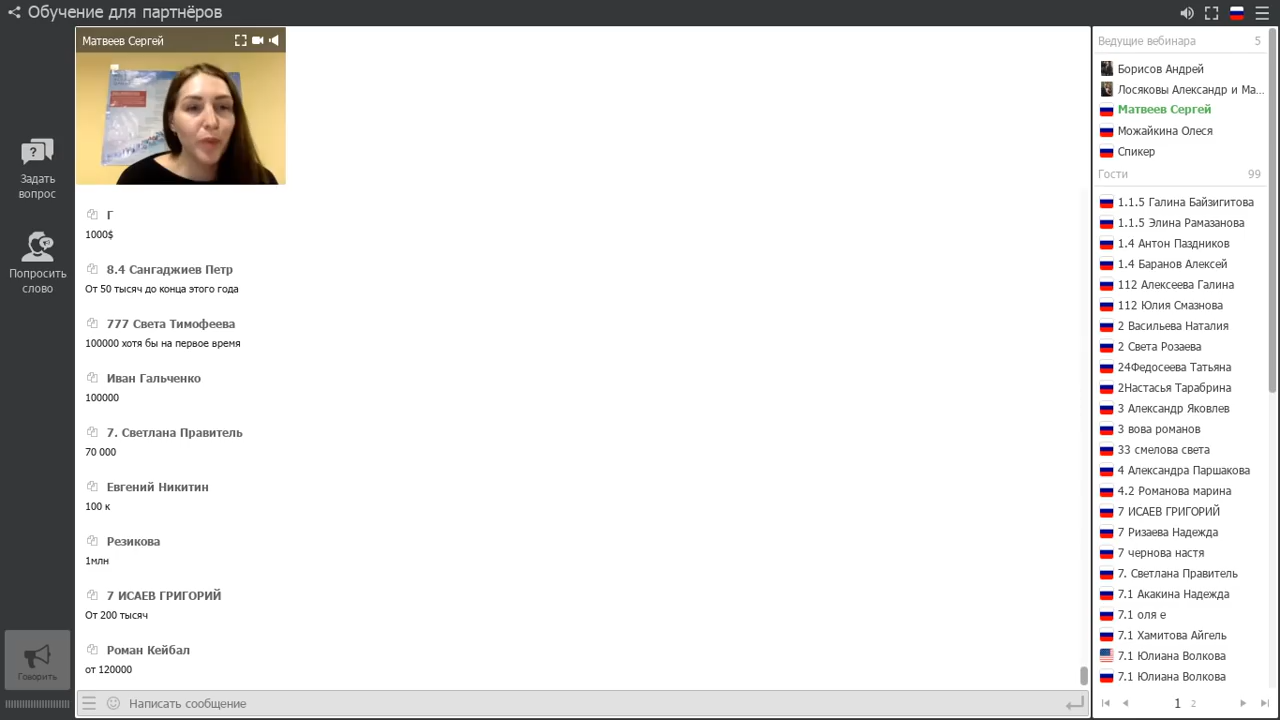 Обучение для партнёров
Задать
вопрос
Попросить
слово
Говорить
Матвеев Сергей
Г
1000$
8.4 Сангаджиев Петр
От 50 тысяч до конца этого года
777 Света Тимофеева
100000 хотя бы на первое время
Иван Гальченко
100000
7. Светлана Правитель
70 000
Евгений Никитин
100 к
Резикова
1млн
7 ИСАЕВ ГРИГОРИЙ
От 200 тысяч
Роман Кейбал
от 120000
Написать сообщение
Ведущие вебинара 5
Борисов Андрей
Лосяковы Александр и Ма...
Матвеев Сергей
Можайкина Олеся
Спикер
Гости 99
1.1.5 Галина Байзигитова
1.1.5 Элина Рамазанова
1.4 Антон Паздников
1.4 Баранов Алексей
112 Алексеева Галина
112 Юлия Смазнова
2 Васильева Наталия
2 Света Розаева
24Федосеева Татьяна
2Настасья Тарабрина
3 Александр Яковлев
3 вова романов
33 смелова света
4 Александра Паршакова
4.2 Романова марина
7 ИСАЕВ ГРИГОРИЙ
7 Ризаева Надежда
7 чернова настя
7. Светлана Правитель
7.1 Акакина Надежда
7.1 оля е
7.1 Хамитова Айгель
7.1 Юлиана Волкова
7.1 Юлиана Волкова
1 2